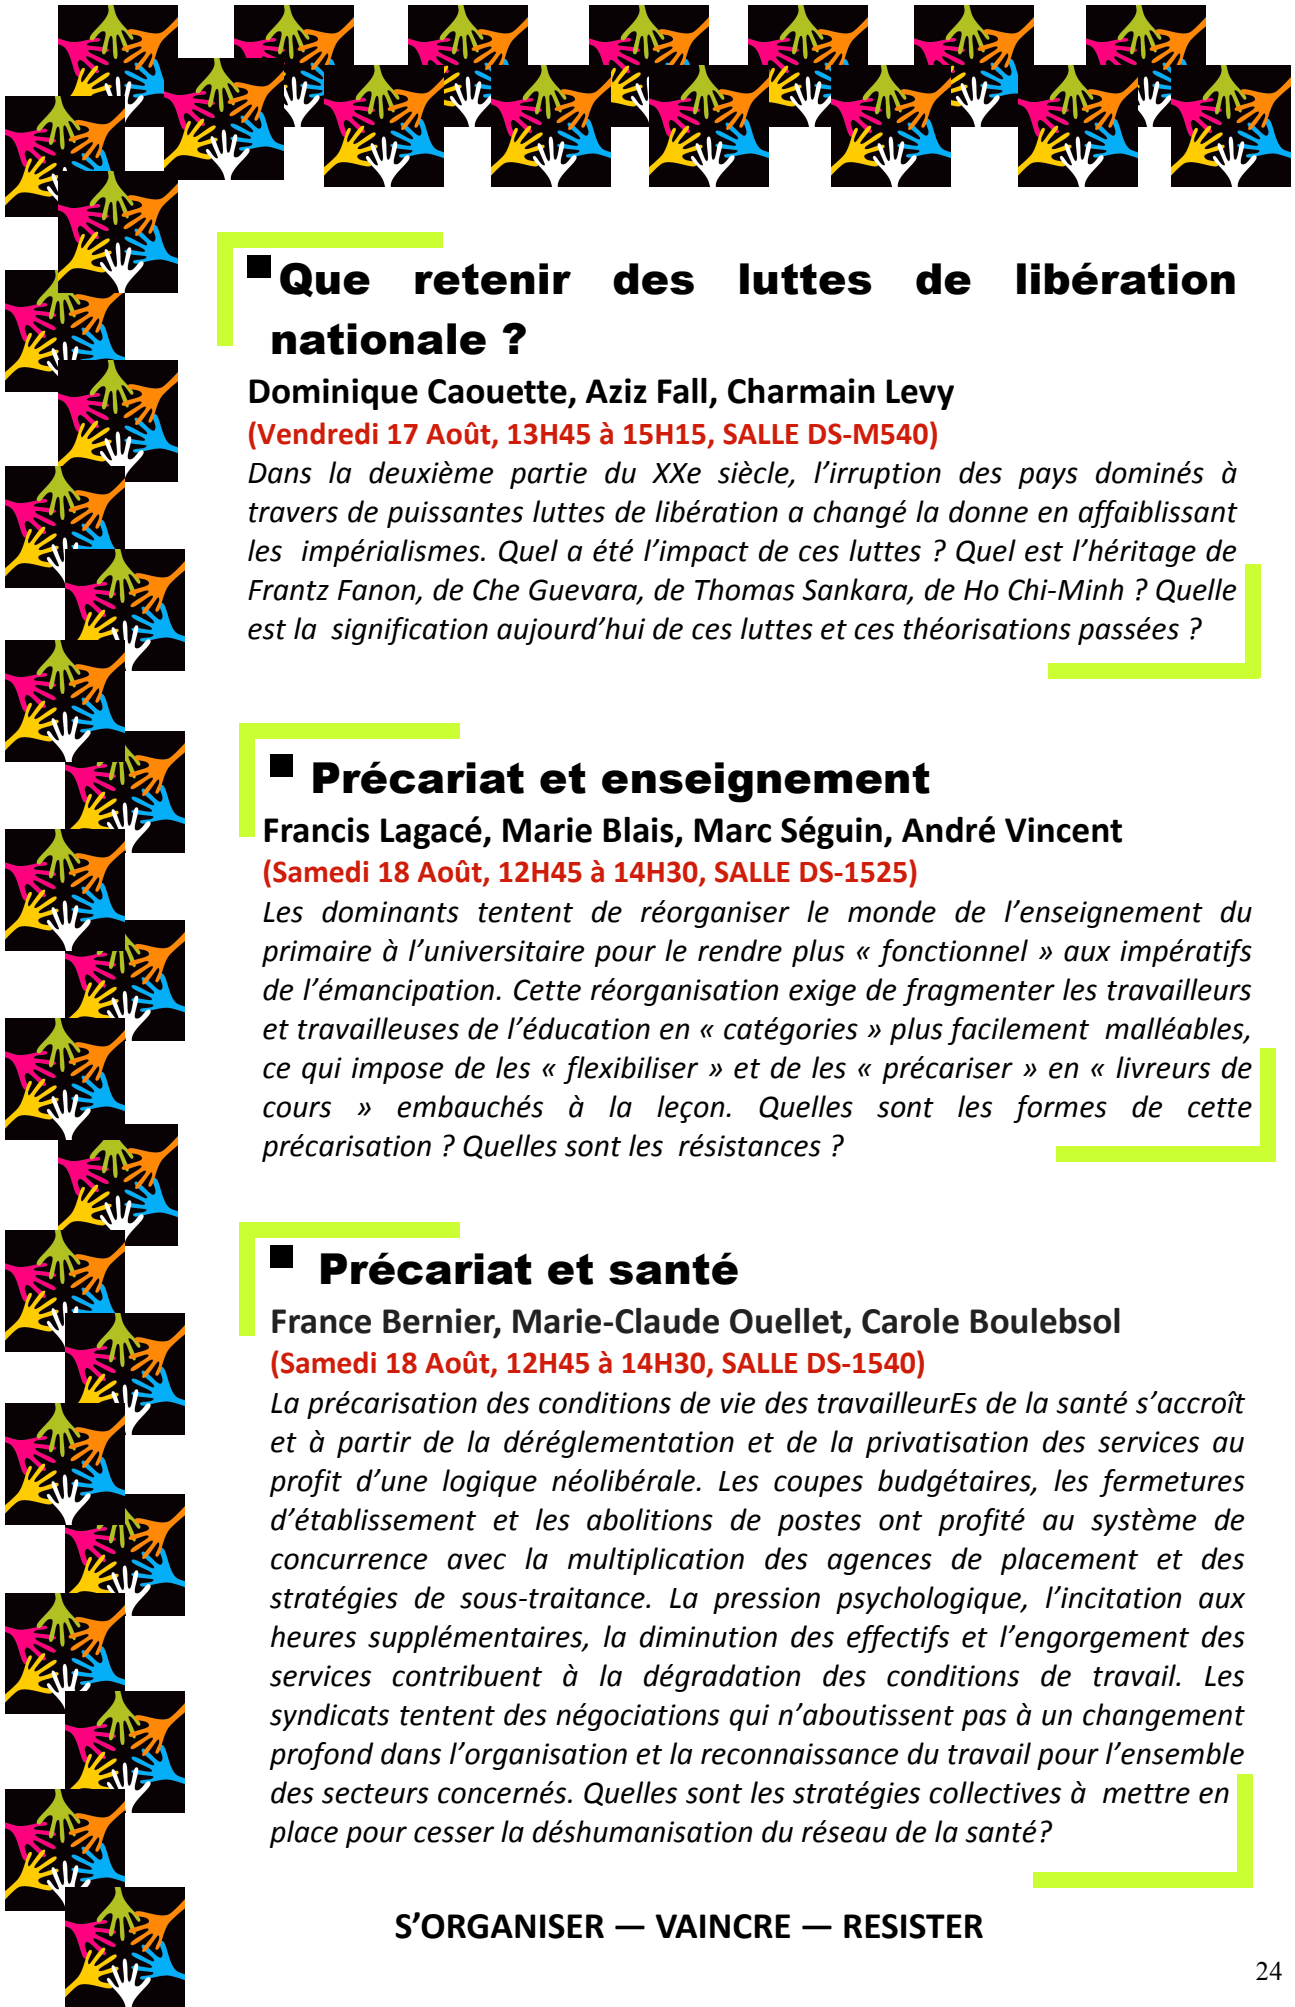 ■ Que retenir des luttes de libération
nationale ?
Dominique Caouette, Aziz Fall, Charmain Levy
(Vendredi 17 Août, 13H45 à 15H15, SALLE DS-M540)
Dans la deuxième partie du XXe siècle, l’irruption des pays dominés à
travers de puissantes luttes de libération a changé la donne en affaiblissant
les impérialismes. Quel a été l’impact de ces luttes ? Quel est l’héritage de
Frantz Fanon, de Che Guevara, de Thomas Sankara, de Ho Chi-Minh ? Quelle
est la signification aujourd’hui de ces luttes et ces théorisations passées ?
■ Précariat et enseignement
Francis Lagacé, Marie Blais, Marc Séguin, André Vincent
(Samedi 18 Août, 12H45 à 14H30, SALLE DS-1525)
Les dominants tentent de réorganiser le monde de l’enseignement du
primaire à l’universitaire pour le rendre plus « fonctionnel » aux impératifs
de l’émancipation. Cette réorganisation exige de fragmenter les travailleurs
et travailleuses de l’éducation en « catégories » plus facilement malléables,
ce qui impose de les « flexibiliser » et de les « précariser » en « livreurs de
cours » embauchés à la leçon. Quelles sont les formes de cette
précarisation ? Quelles sont les résistances ?
■ Précariat et santé
France Bernier, Marie-Claude Ouellet, Carole Boulebsol
(Samedi 18 Août, 12H45 à 14H30, SALLE DS-1540)
La précarisation des conditions de vie des travailleurEs de la santé s’accroît
et à partir de la déréglementation et de la privatisation des services au
profit d’une logique néolibérale. Les coupes budgétaires, les fermetures
d’établissement et les abolitions de postes ont profité au système de
concurrence avec la multiplication des agences de placement et des
stratégies de sous-traitance. La pression psychologique, l’incitation aux
heures supplémentaires, la diminution des effectifs et l’engorgement des
services contribuent à la dégradation des conditions de travail. Les
syndicats tentent des négociations qui n’aboutissent pas à un changement
profond dans l’organisation et la reconnaissance du travail pour l’ensemble
des secteurs concernés. Quelles sont les stratégies collectives à mettre en
place pour cesser la déshumanisation du réseau de la santé?
S’ORGANISER — VAINCRE — RESISTER
24